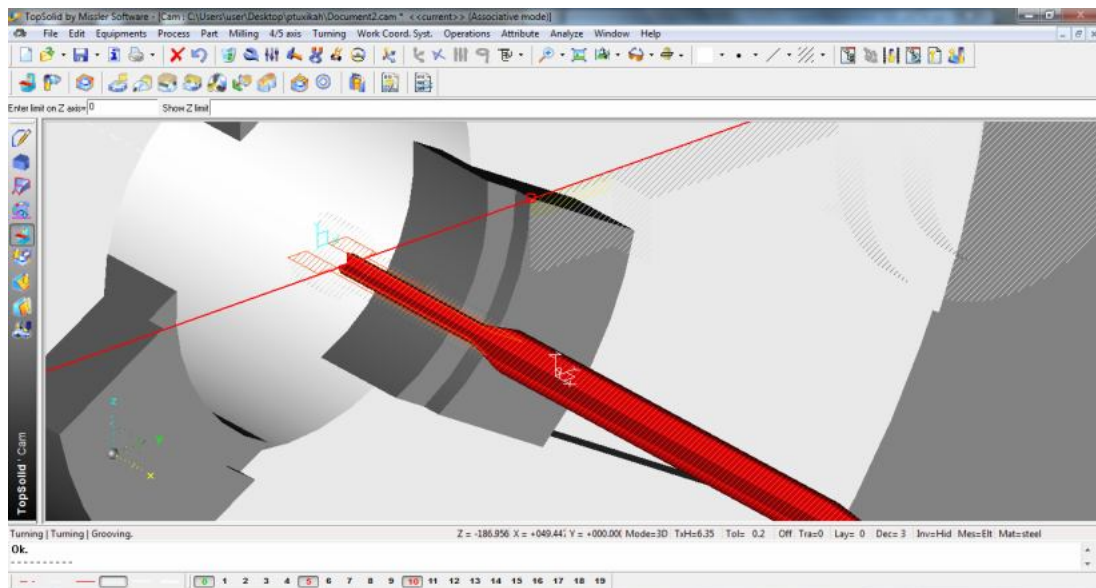 TopSolid by Missler Software - [Cam : C:\Users\user\Desktop\ptuxikah\Document2.cam * <<current>> (Associative mode)]
File Edit Equipments Process Part Milling 4/5 axis Turning Work Coord. Syst. Operations Attribute Analyze Window Help
Enter limit on Z axis= 0 Show Z limit
z
y
x
TopSolid'Cam
Turning | Turning | Grooving. Z = -186.956 X = +049.447 Y = +000.000 Mode=3D TxH=6.35 Tol= 0.2 Off Tra=0 Lay= 0 Dec= 3 Inv=Hid Mes=Elt Mat=steel
Ok.
0 1 2 3 4 5 6 7 8 9 10 11 12 13 14 15 16 17 18 19